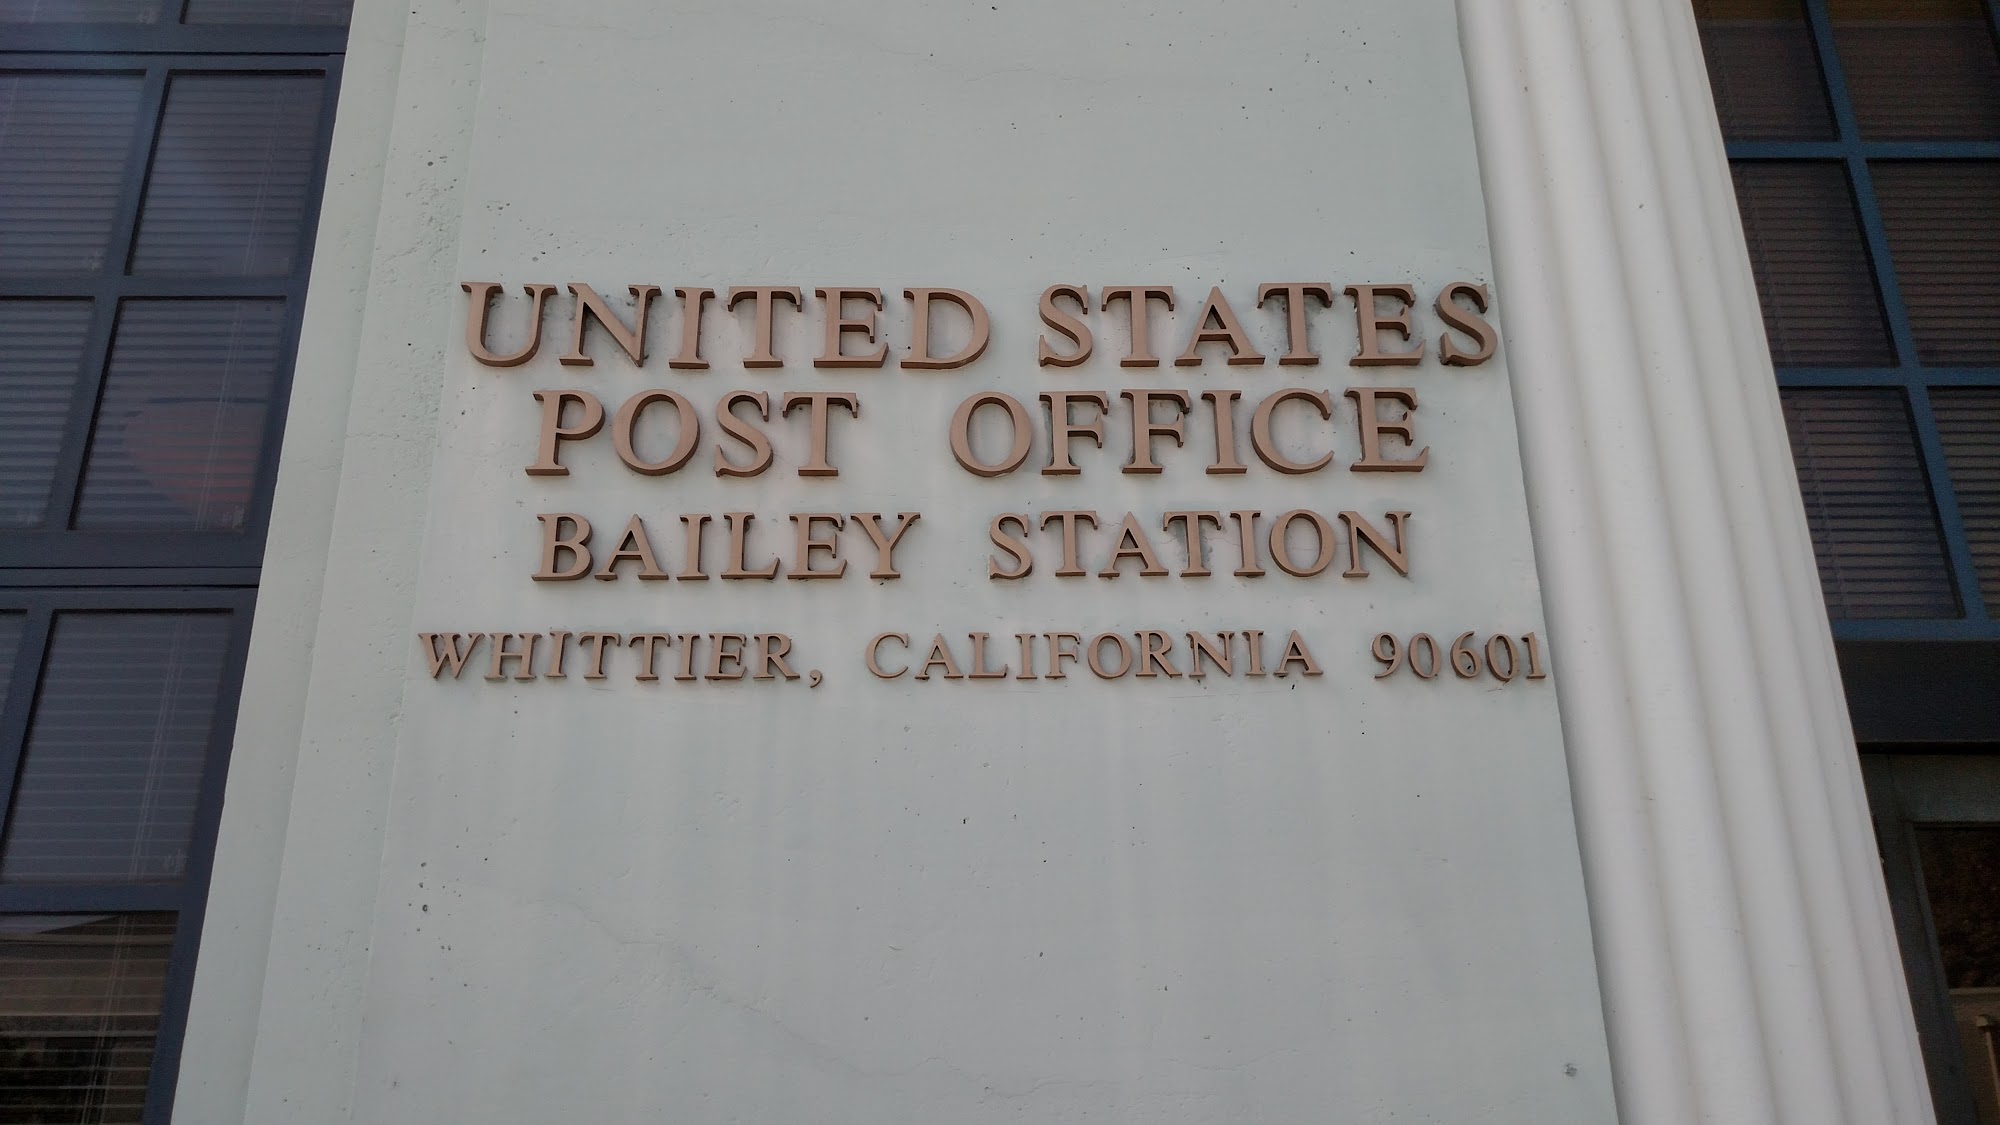 UNITED STATES
POST OFFICE
BAILEY STATION
WHITTIER, CALIFORNIA 90601